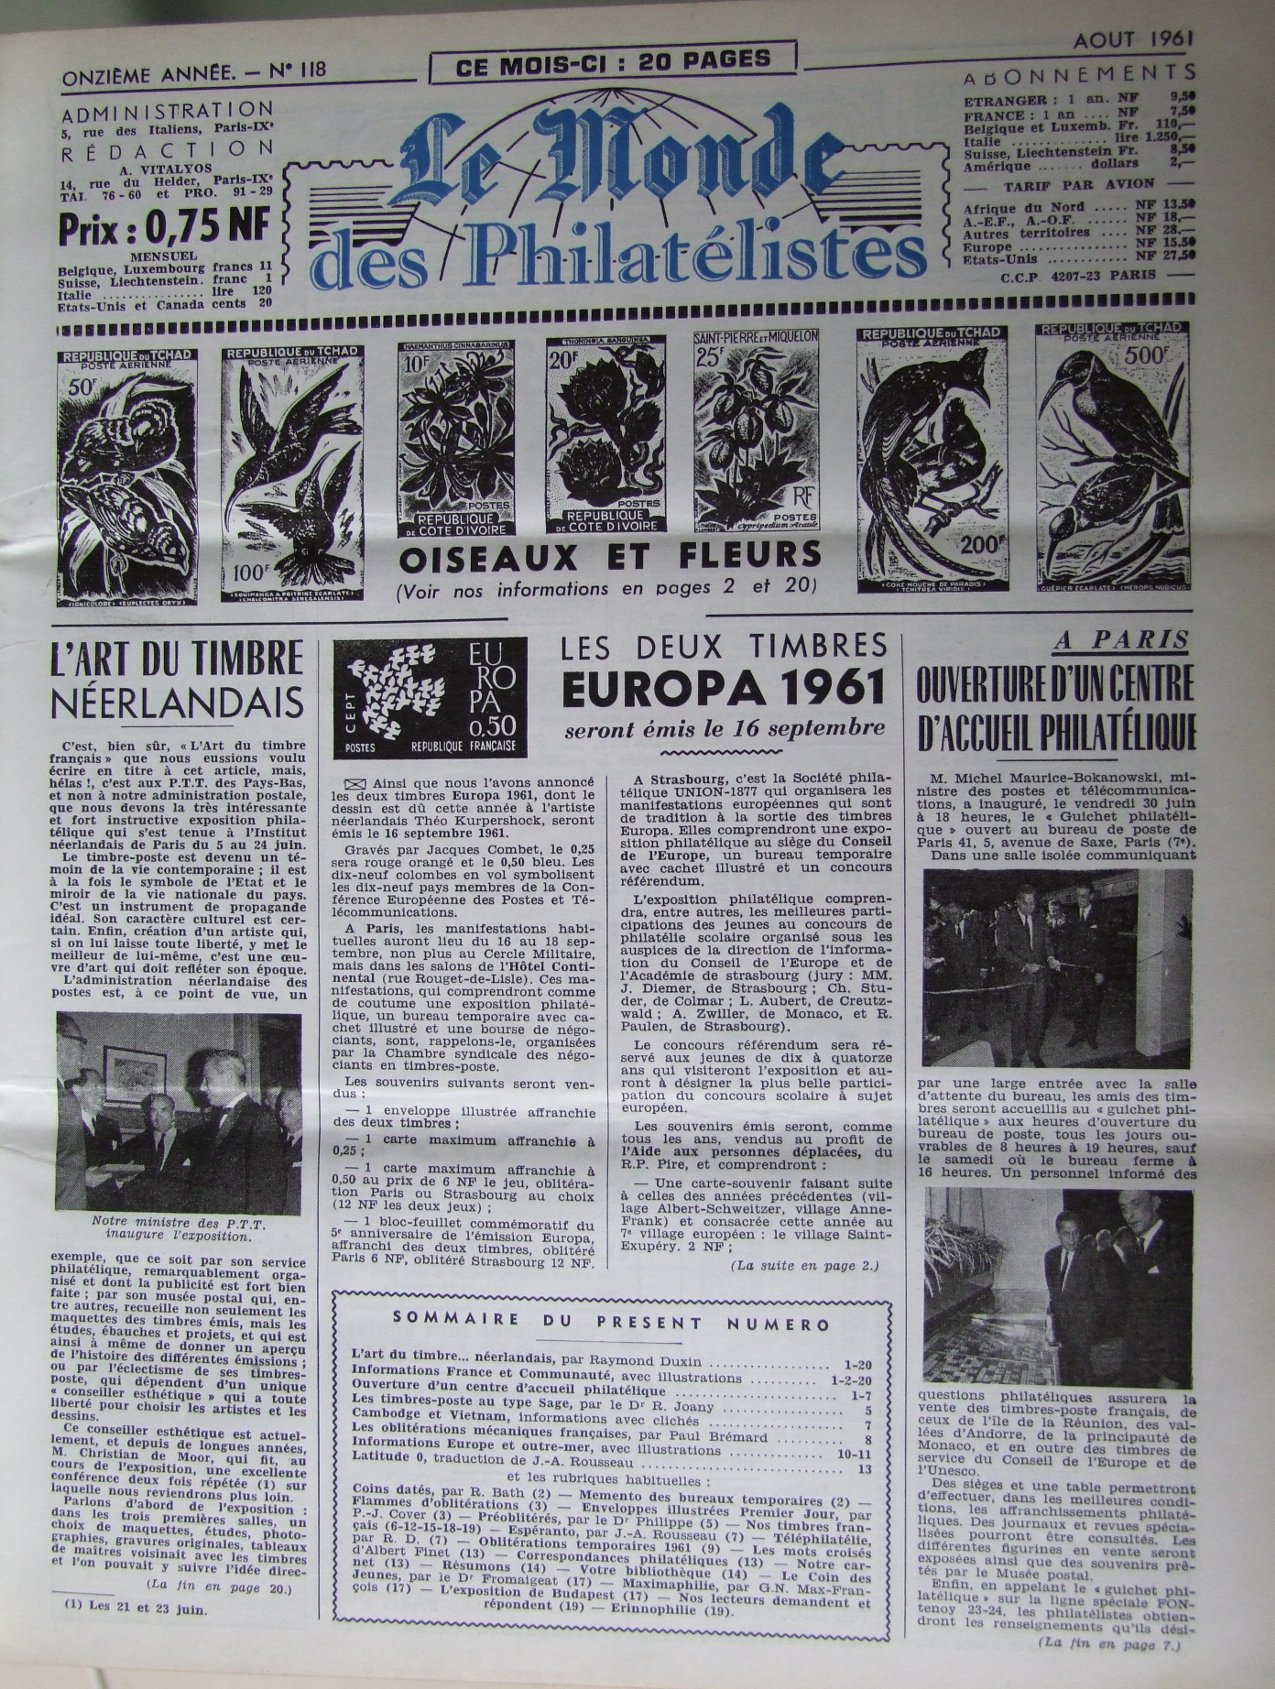 ONZIÈME ANNÉE. — N° 118
CE MOIS-CI : 20 PAGES
AOUT 1961
ADMINISTRATION
5, rue des Italiens, Paris-IXe
RÉDACTION
A. VITALYOS
14, rue du Helder, Paris-IXe
TAI. 76-60 et PRO. 91-29
Prix : 0,75 NF
MENSUEL
Belgique, Luxembourg francs 11
Suisse, Liechtenstein. franc 1
Italie ................ lire 120
Etats-Unis et Canada cents 20
Le Monde
des Philatélistes
ABONNEMENTS
ETRANGER : 1 an. NF 9,50
FRANCE : 1 an .... NF 7,50
Belgique et Luxemb. Fr. 110,—
Italie .............. lire 1.250,—
Suisse, Liechtenstein Fr. 8,50
Amérique ........ dollars 2,—
— TARIF PAR AVION —
Afrique du Nord ..... NF 13,50
A.-E.F., A.-O.F. ...... NF 18,—
Autres territoires .... NF 28,—
Europe ................ NF 15,50
Etats-Unis ............ NF 27,50
C.C.P. 4207-23 PARIS —
REPUBLIQUE DU TCHAD
POSTE AERIENNE
50F
IGNICOLORE (EUPLECTES ORYX)
REPUBLIQUE DU TCHAD
POSTE AERIENNE
100F
SOUIMANGA A POITRINE ECARLATE
(CHALCOMITRA SENEGALENSIS)
HAEMANTHUS CINNABARINUS
10F
POSTES
REPUBLIQUE
DE COTE D'IVOIRE
THONNINGIA SANGUINEA
20F
POSTES
REPUBLIQUE
DE COTE D'IVOIRE
SAINT-PIERRE ET MIQUELON
25F
RF
POSTES
Cypripedium Acaule
REPUBLIQUE DU TCHAD
POSTE AERIENNE
200F
GOBE MOUCHE DE PARADIS
(TCHITREA VIRIDIS)
REPUBLIQUE DU TCHAD
POSTE AERIENNE
500F
GUEPIER ECARLATE (MEROPS NUBICUS)
OISEAUX ET FLEURS
(Voir nos informations en pages 2 et 20)
L'ART DU TIMBRE
NÉERLANDAIS
C'est, bien sûr, « L'Art du timbre
français » que nous eussions voulu
écrire en titre à cet article, mais,
hélas !, c'est aux P.T.T. des Pays-Bas,
et non à notre administration postale,
que nous devons la très intéressante
et fort instructive exposition phila-
télique qui s'est tenue à l'Institut
néerlandais de Paris du 5 au 24 juin.
Le timbre-poste est devenu un té-
moin de la vie contemporaine ; il est
à la fois le symbole de l'Etat et le
miroir de la vie nationale du pays.
C'est un instrument de propagande
idéal. Son caractère culturel est cer-
tain. Enfin, création d'un artiste qui,
si on lui laisse toute liberté, y met le
meilleur de lui-même, c'est une œu-
vre d'art qui doit refléter son époque.
L'administration néerlandaise des
postes est, à ce point de vue, un
Notre ministre des P.T.T.
inaugure l'exposition.
exemple, que ce soit par son service
philatélique, remarquablement orga-
nisé et dont la publicité est fort bien
faite ; par son musée postal qui, en-
tre autres, recueille non seulement les
maquettes des timbres émis, mais les
études, ébauches et projets, et qui est
ainsi à même de donner un aperçu
de l'histoire des différentes émissions ;
ou par l'éclectisme de ses timbres-
poste, qui dépendent d'un unique
« conseiller esthétique » qui a toute
liberté pour choisir les artistes et les
dessins.
Ce conseiller esthétique est actuel-
lement, et depuis de longues années,
M. Christian de Moor, qui fit, au
cours de l'exposition, une excellente
conférence deux fois répétée (1) sur
laquelle nous reviendrons plus loin.
Parlons d'abord de l'exposition :
dans les trois premières salles, un
choix de maquettes, études, photo-
graphies, gravures originales, tableaux
de maîtres voisinait avec les timbres
et l'on pouvait y suivre l'idée direc-
(La fin en page 20.)
(1) Les 21 et 23 juin.
CEPT
EUROPA
0,50
POSTES REPUBLIQUE FRANÇAISE
LES DEUX TIMBRES
EUROPA 1961
seront émis le 16 septembre
Ainsi que nous l'avons annoncé
les deux timbres Europa 1961, dont le
dessin est dû cette année à l'artiste
néerlandais Théo Kurpershock, seront
émis le 16 septembre 1961.
Gravés par Jacques Combet, le 0,25
sera rouge orangé et le 0,50 bleu. Les
dix-neuf colombes en vol symbolisent
les dix-neuf pays membres de la Con-
férence Européenne des Postes et Té-
lécommunications.
A Paris, les manifestations habi-
tuelles auront lieu du 16 au 18 sep-
tembre, non plus au Cercle Militaire,
mais dans les salons de l'Hôtel Conti-
nental (rue Rouget-de-Lisle). Ces ma-
nifestations, qui comprendront comme
de coutume une exposition philaté-
lique, un bureau temporaire avec ca-
chet illustré et une bourse de négo-
ciants, sont, rappelons-le, organisées
par la Chambre syndicale des négo-
ciants en timbres-poste.
Les souvenirs suivants seront ven-
dus :
— 1 enveloppe illustrée affranchie
des deux timbres ;
— 1 carte maximum affranchie à
0,25 ;
— 1 carte maximum affranchie à
0,50 au prix de 6 NF le jeu, oblitéra-
tion Paris ou Strasbourg au choix
(12 NF les deux jeux) ;
— 1 bloc-feuillet commémoratif du
5e anniversaire de l'émission Europa,
affranchi des deux timbres, oblitéré
Paris 6 NF, oblitéré Strasbourg 12 NF.
A Strasbourg, c'est la Société phila-
télique UNION-1877 qui organisera les
manifestations européennes qui sont
de tradition à la sortie des timbres
Europa. Elles comprendront une expo-
sition philatélique au siège du Conseil
de l'Europe, un bureau temporaire
avec cachet illustré et un concours
référendum.
L'exposition philatélique compren-
dra, entre autres, les meilleures parti-
cipations des jeunes au concours de
philatélie scolaire organisé sous les
auspices de la direction de l'informa-
tion du Conseil de l'Europe et de
l'Académie de strasbourg (jury : MM.
J. Diemer, de Strasbourg ; Ch. Stu-
der, de Colmar ; L. Aubert, de Creutz-
wald ; A. Zwiller, de Monaco, et R.
Paulen, de Strasbourg).
Le concours référendum sera ré-
servé aux jeunes de dix à quatorze
ans qui visiteront l'exposition et au-
ront à désigner la plus belle partici-
pation du concours scolaire à sujet
européen.
Les souvenirs émis seront, comme
tous les ans, vendus au profit de
l'Aide aux personnes déplacées, du
R.P. Pire, et comprendront :
— Une carte-souvenir faisant suite
à celles des années précédentes (vil-
lage Albert-Schweitzer, village Anne-
Frank) et consacrée cette année au
7e village européen : le village Saint-
Exupéry. 2 NF ;
(La suite en page 2.)
SOMMAIRE DU PRESENT NUMERO
L'art du timbre... néerlandais, par Raymond Duxin ............... 1-20
Informations France et Communauté, avec illustrations .......... 1-2-20
Ouverture d'un centre d'accueil philatélique .................... 1-7
Les timbres-poste au type Sage, par le Dr R. Joany ............... 5
Cambodge et Vietnam, informations avec clichés ................. 7
Les oblitérations mécaniques françaises, par Paul Brémard ......... 8
Informations Europe et outre-mer, avec illustrations ............. 10-11
Latitude 0, traduction de J.-A. Rousseau ........................ 13
et les rubriques habituelles :
Coins datés, par R. Bath (2) — Memento des bureaux temporaires (2) —
Flammes d'oblitérations (3) — Enveloppes illustrées Premier Jour, par
P.-J. Cover (3) — Préoblitérés, par le Dr Philippe (5) — Nos timbres fran-
çais (6-12-15-18-19) — Espéranto, par J.-A. Rousseau (7) — Téléphilatélie,
par R. D. (7) — Oblitérations temporaires 1961 (9) — Les mots croisés
d'Albert Finet (13) — Correspondances philatéliques (13) — Notre car-
net (13) — Résumons (14) — Votre bibliothèque (14) — Le Coin des
Jeunes, par le Dr Fromaigeat (17) — Maximaphilie, par G.N. Max-Fran-
çois (17) — L'exposition de Budapest (17) — Nos lecteurs demandent et
répondent (19) — Erinnophilie (19).
A PARIS
OUVERTURE D'UN CENTRE
D'ACCUEIL PHILATÉLIQUE
M. Michel Maurice-Bokanowski, mi-
nistre des postes et télécommunica-
tions, a inauguré, le vendredi 30 juin
à 18 heures, le « Guichet philatéli-
que » ouvert au bureau de poste de
Paris 41, 5, avenue de Saxe, Paris (7e).
Dans une salle isolée communiquant
par une large entrée avec la salle
d'attente du bureau, les amis des tim-
bres seront accueillis au « guichet phi-
latélique » aux heures d'ouverture du
bureau de poste, tous les jours ou-
vrables de 8 heures à 19 heures, sauf
le samedi où le bureau ferme à
16 heures. Un personnel informé des
questions philatéliques assurera la
vente des timbres-poste français, de
ceux de l'île de la Réunion, des val-
lées d'Andorre, de la principauté de
Monaco, et en outre des timbres de
service du Conseil de l'Europe et de
l'Unesco.
Des sièges et une table permettront
d'effectuer, dans les meilleures condi-
tions, les affranchissements philaté-
liques. Des journaux et revues spécia-
lisées pourront être consultés. Les
différentes figurines en vente seront
exposées ainsi que des souvenirs prê-
tés par le Musée postal.
Enfin, en appelant le « guichet phi-
latélique » sur la ligne spéciale FON-
tenoy 23-24, les philatélistes obtien-
dront les renseignements qu'ils dési-
(La fin en page 7.)